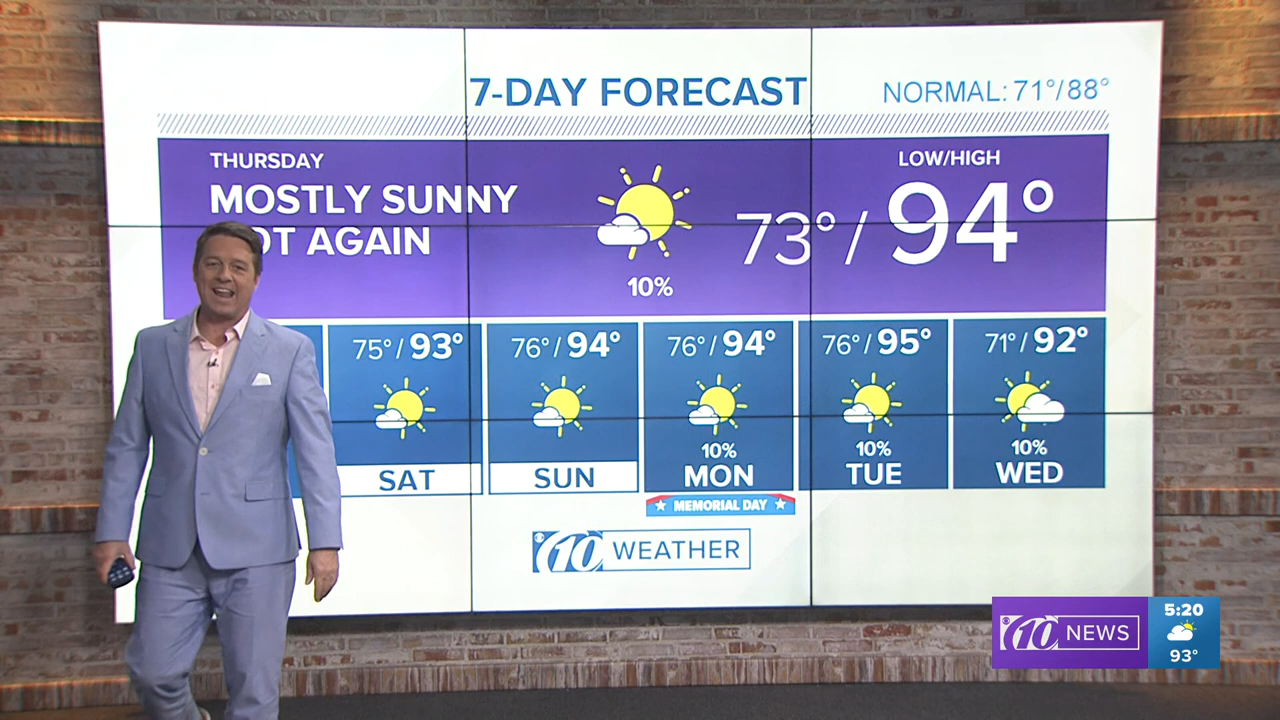 7-DAY FORECAST
NORMAL: 71°/88°
THURSDAY
MOSTLY SUNNY
AGAIN
10%
LOW/HIGH
73°/94°
75°/93°
SAT
76°/94°
SUN
76°/94°
10%
MON
MEMORIAL DAY
76°/95°
10%
TUE
71°/92°
10%
WED
10 WEATHER
10 NEWS
5:20
93°